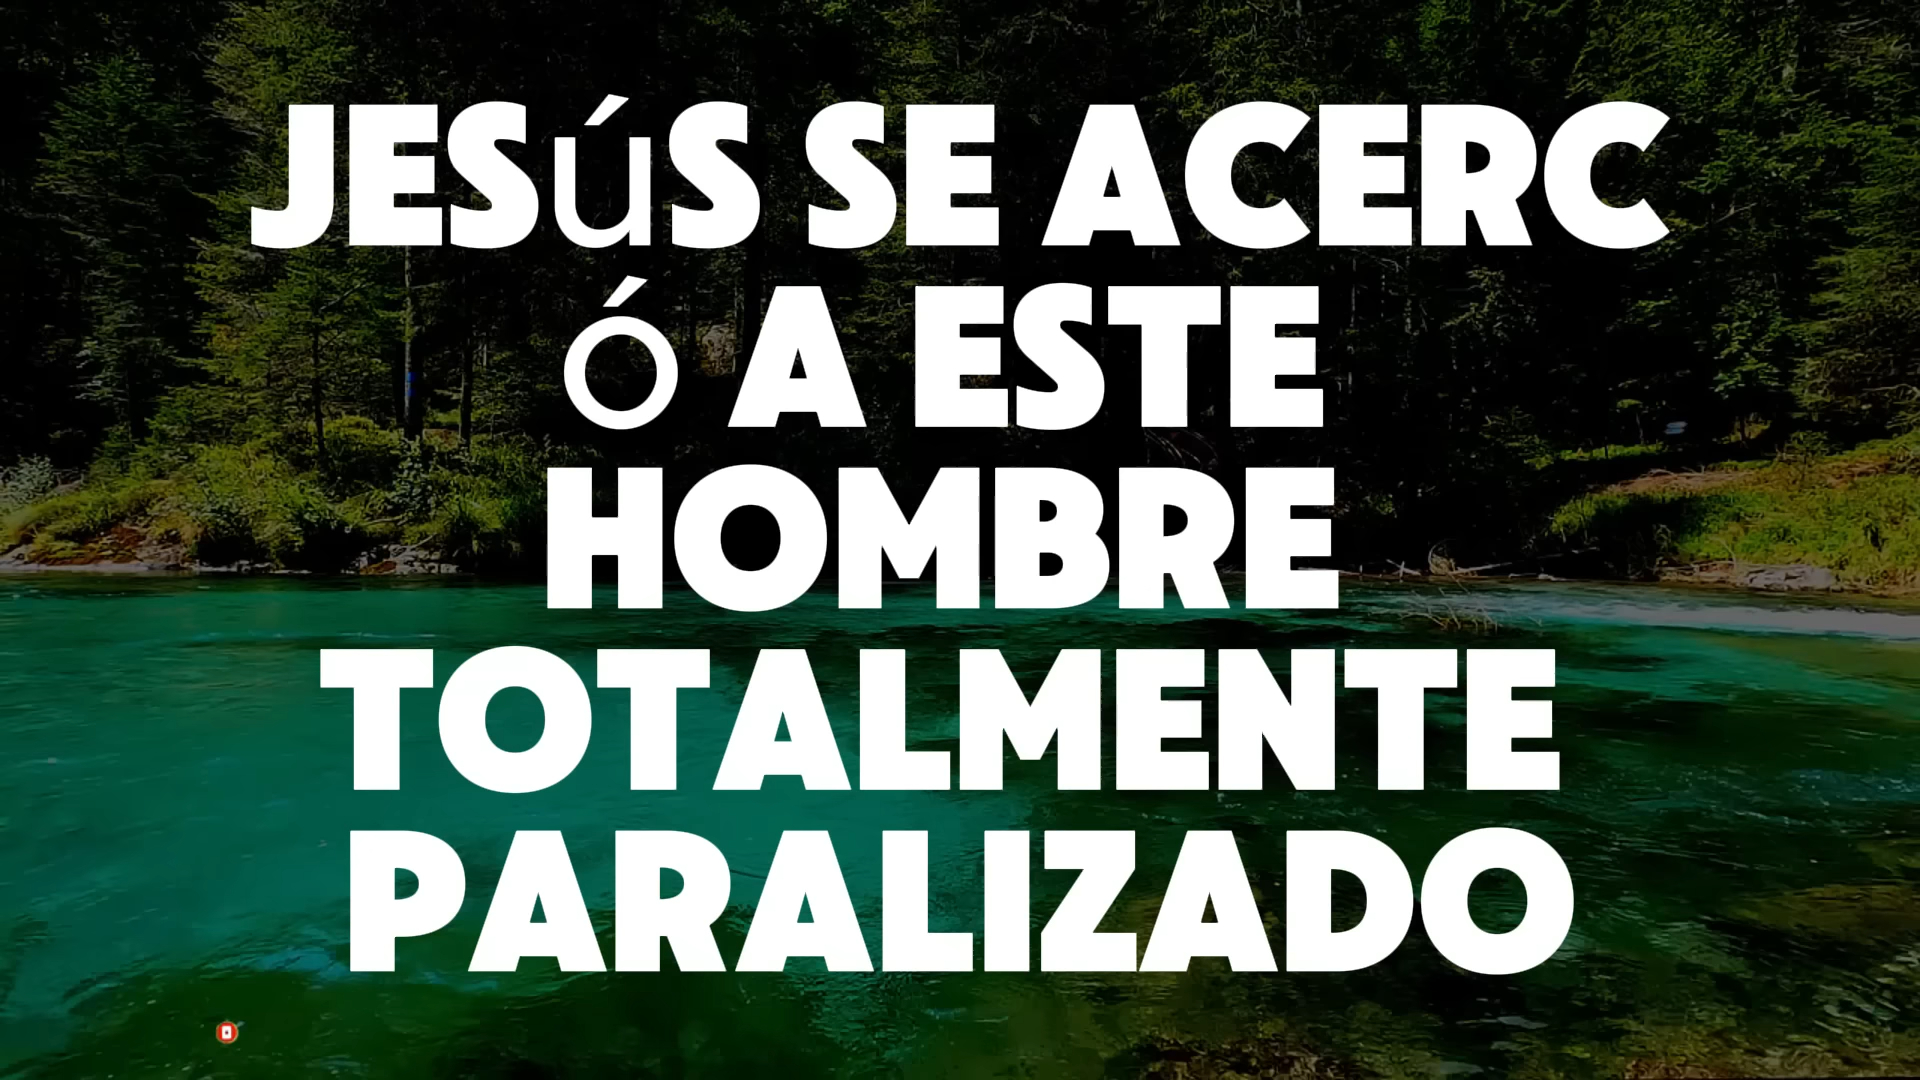 JESúS SE ACERC
ó A ESTE
HOMBRE
TOTALMENTE
PARALIZADO